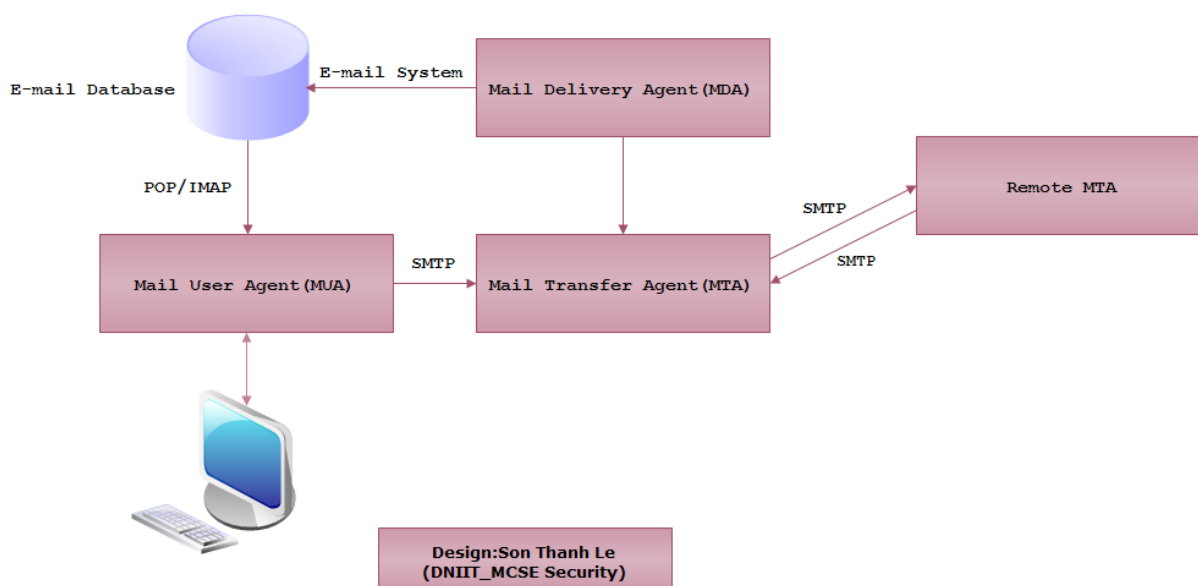 E-mail System
Mail Delivery Agent(MDA)
E-mail Database
POP/IMAP
SMTP
Remote MTA
SMTP
Mail User Agent(MUA)
SMTP
Mail Transfer Agent(MTA)
Design:Son Thanh Le
(DNIIT_MCSE Security)